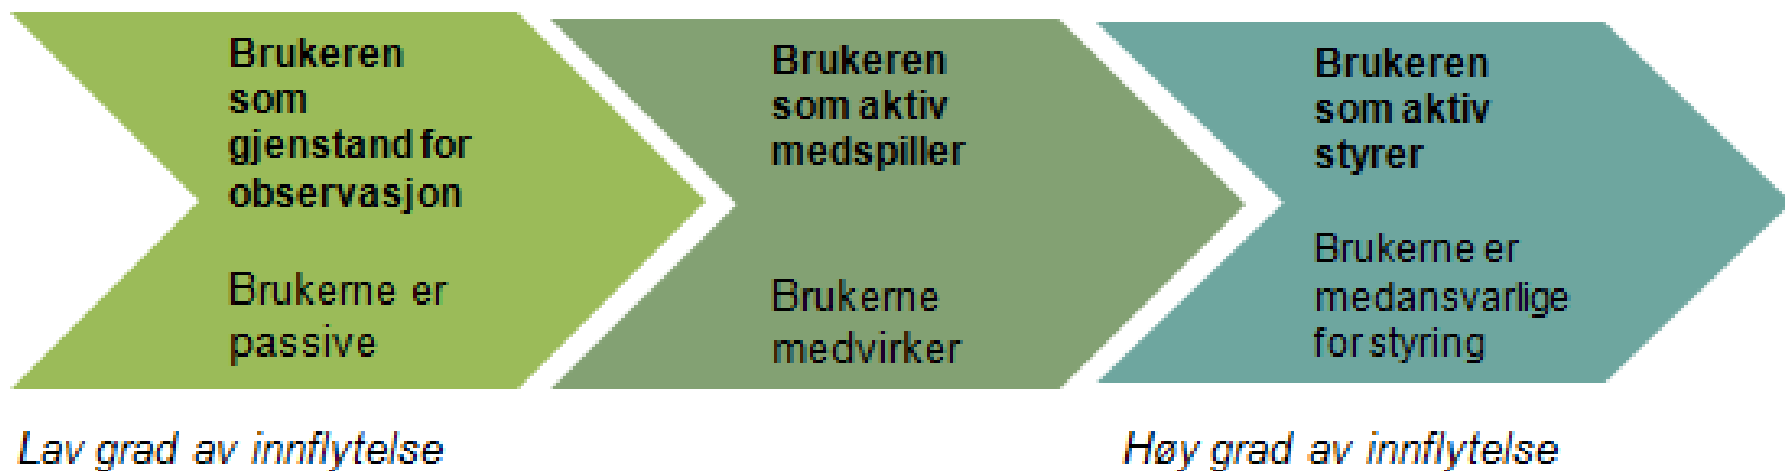 Brukeren
som
gjenstand for
observasjon
Brukerne er
passive
Brukeren
som aktiv
medspiller
Brukerne
medvirker
Brukeren
som aktiv
styrer
Brukerne er
medansvarlige
for styring
Lav grad av innflytelse
Høy grad av innflytelse